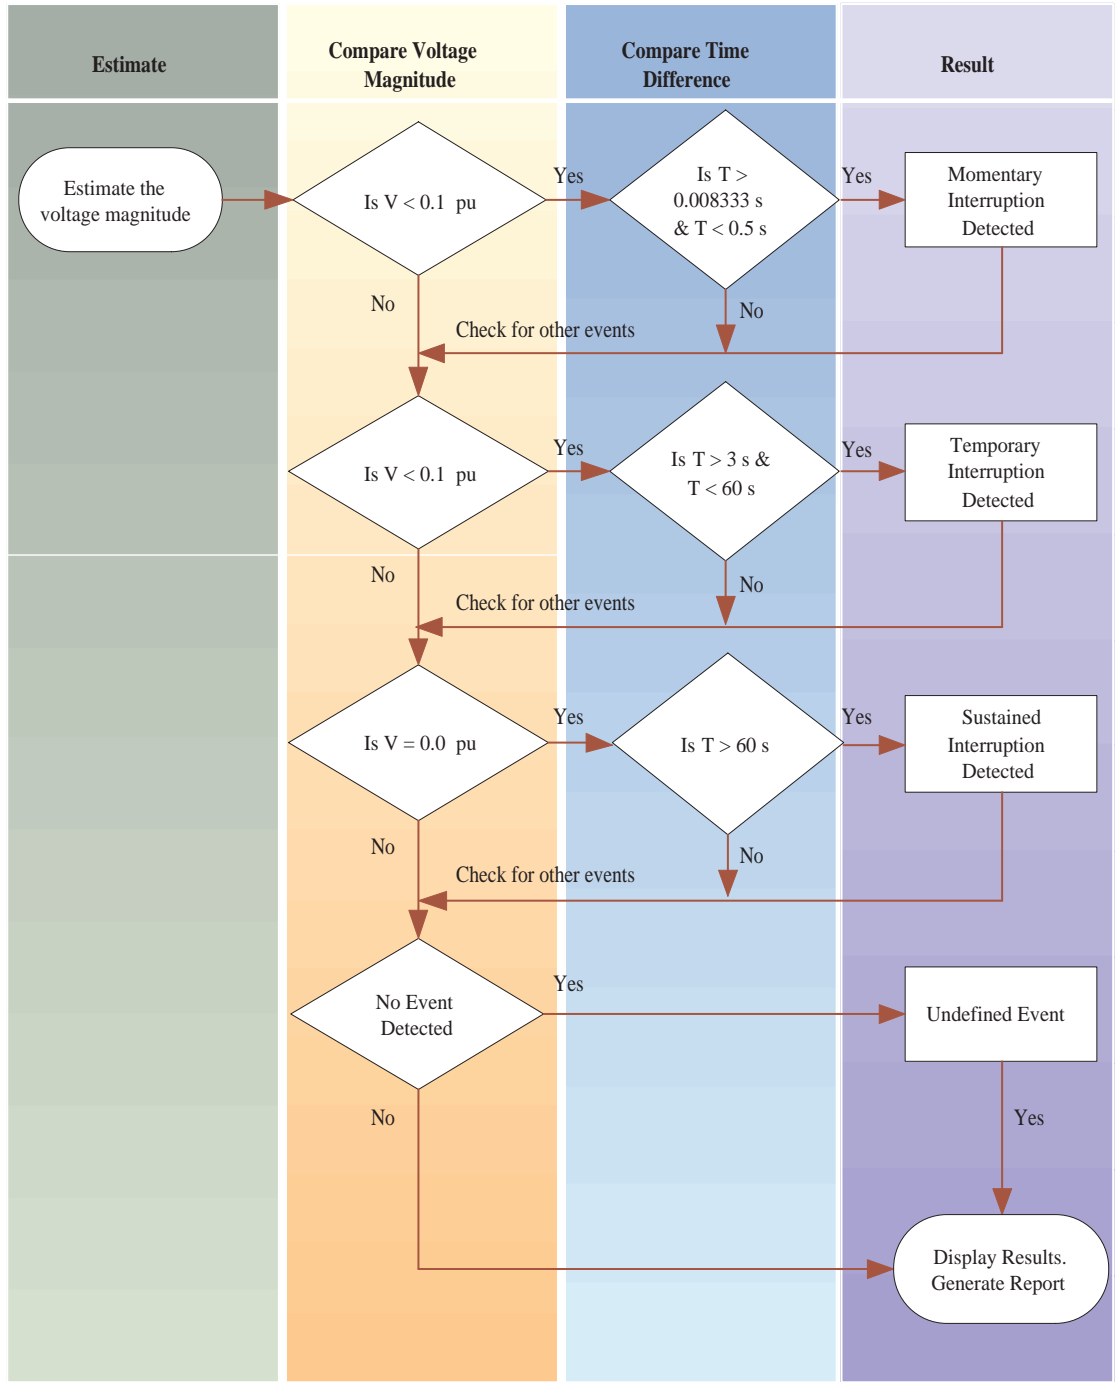 Estimate
Compare Voltage
Magnitude
Compare Time
Difference
Result
Estimate the
voltage magnitude
Is V < 0.1 pu
Yes
Is T >
0.008333 s
& T < 0.5 s
Yes
Momentary
Interruption
Detected
No
No
Check for other events
Is V < 0.1 pu
Yes
Is T > 3 s &
T < 60 s
Yes
Temporary
Interruption
Detected
No
No
Check for other events
Is V = 0.0 pu
Yes
Is T > 60 s
Yes
Sustained
Interruption
Detected
No
No
Check for other events
No Event
Detected
Yes
Undefined Event
No
Yes
Display Results.
Generate Report